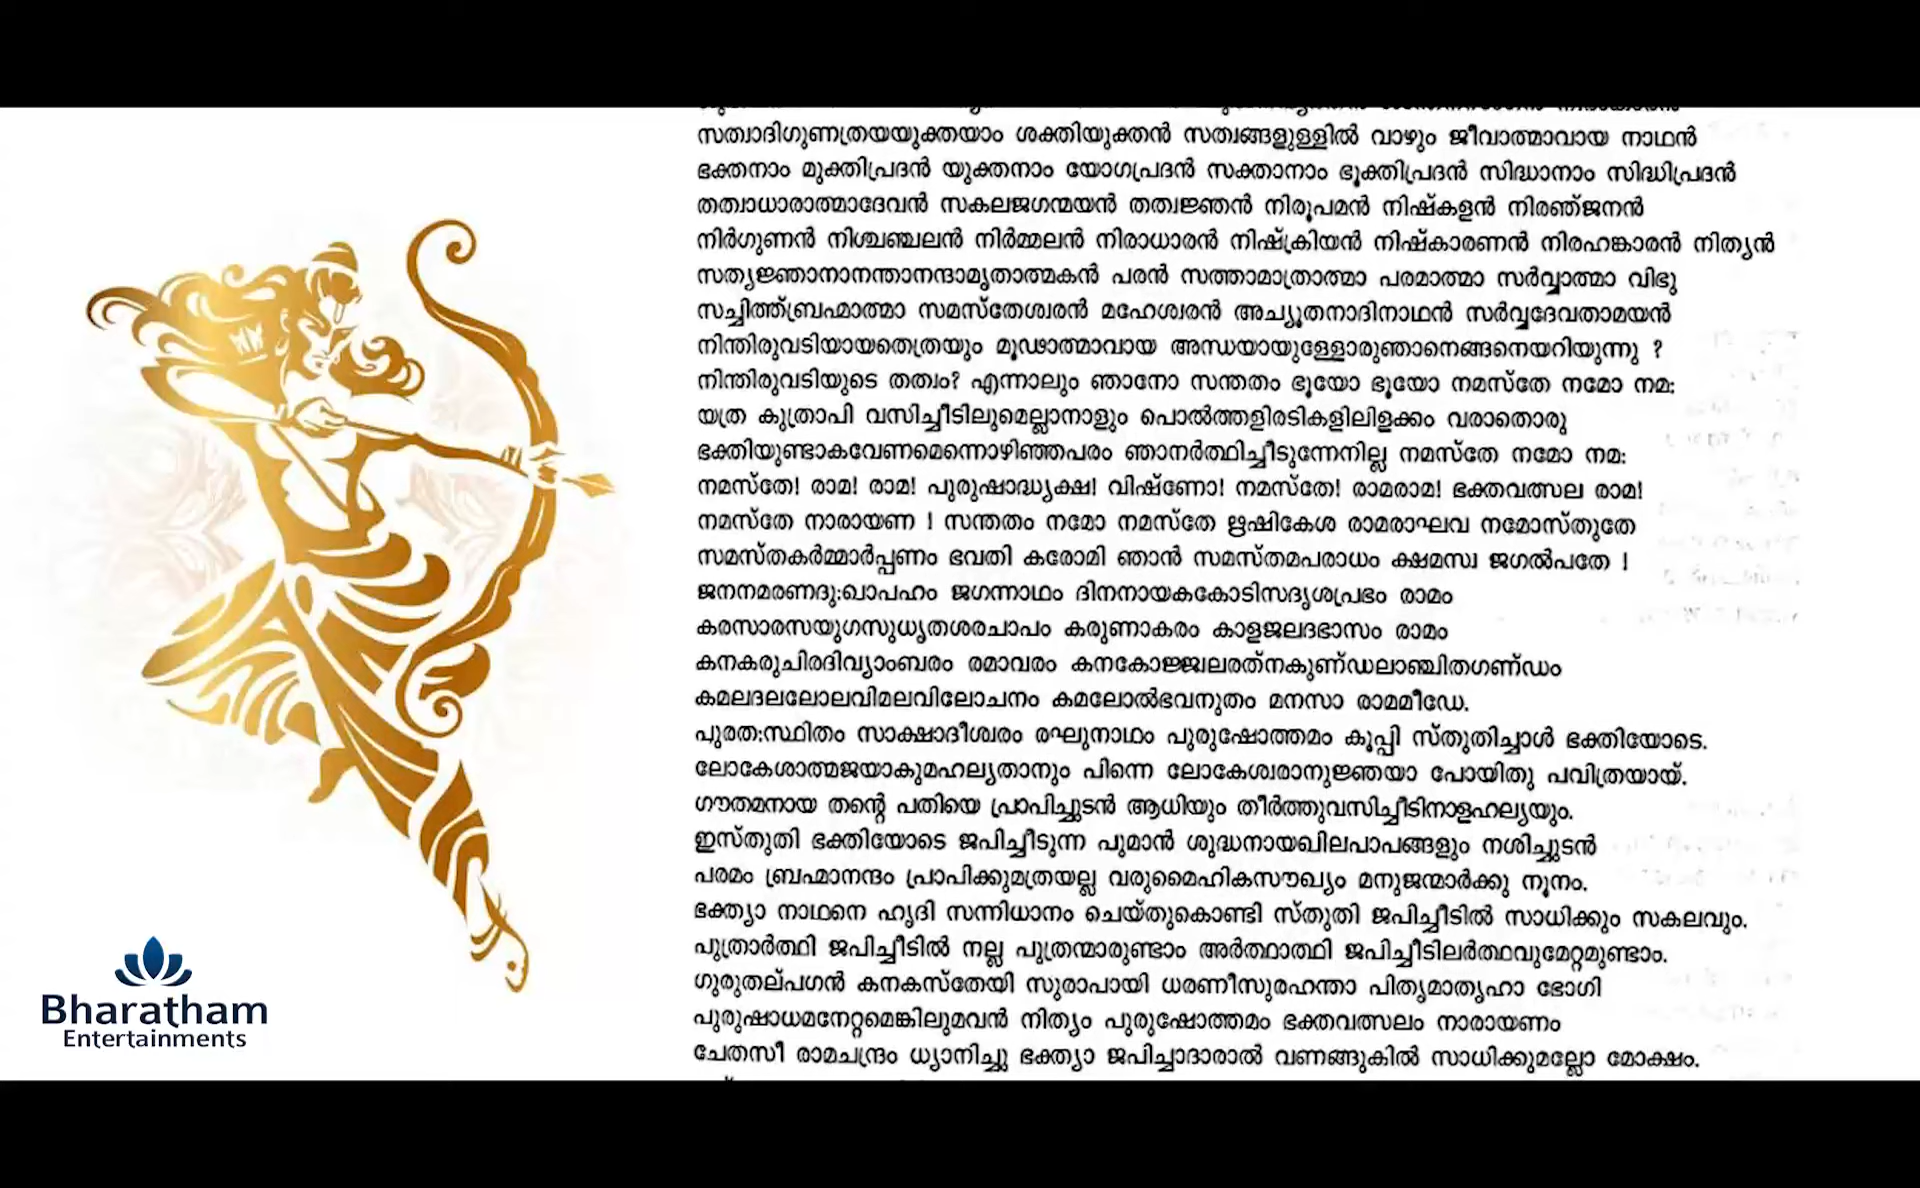 സത്വാദിഗുണത്രയയുക്തയാം ശക്തിയുക്തൻ സത്വങ്ങളുള്ളിൽ വാഴും ജീവാത്മാവായ നാഥൻ
ഭക്തനാം മുക്തിപ്രദൻ യുക്തനാം യോഗപ്രദൻ സക്താനാം ഭൂക്തിപ്രദൻ സിദ്ധാനാം സിദ്ധിപ്രദൻ
തത്വാധാരാത്മാദേവൻ സകലജഗന്മയൻ തത്വജ്ഞൻ നിരൂപമൻ നിഷ്കളൻ നിരഞ്ജനൻ
നിർഗുണൻ നിശ്ചഞ്ചലൻ നിർമ്മലൻ നിരാധാരൻ നിഷ്ക്രിയൻ നിഷ്കാരണൻ നിരഹങ്കാരൻ നിത്യൻ
സത്യജ്ഞാനാനന്താനന്ദാമൃതാത്മകൻ പരൻ സത്താമാത്രാത്മാ പരമാത്മാ സർവ്വാത്മാ വിഭു
സച്ചിത്ത്ബ്രഹ്മാത്മാ സമസ്തേശ്വരൻ മഹേശ്വരൻ അച്യൂതനാദിനാഥൻ സർവ്വദേവതാമയൻ
നിന്തിരുവടിയായതെത്രയും മൂഢാത്മാവായ അന്ധയായുള്ളോരുഞാനെങ്ങനെയറിയുന്നു ?
നിന്തിരുവടിയുടെ തത്വം? എന്നാലും ഞാനോ സന്തതം ഭൂയോ ഭൂയോ നമസ്തേ നമോ നമ:
യത്ര കുത്രാപി വസിച്ചീടിലുമെല്ലാനാളും പൊൽത്തളിരടികളിലിളക്കം വരാതൊരു
ഭക്തിയുണ്ടാകവേണമെന്നൊഴിഞ്ഞപരം ഞാനർത്ഥിച്ചീടുന്നേനില്ല നമസ്തേ നമോ നമ:
നമസ്തേ! രാമ! രാമ! പുരുഷാദ്ധ്യക്ഷ! വിഷ്ണോ! നമസ്തേ! രാമരാമ! ഭക്തവത്സല രാമ!
നമസ്തേ നാരായണ ! സന്തതം നമോ നമസ്തേ ഋഷികേശ രാമരാഘവ നമോസ്തുതേ
സമസ്തകർമ്മാർപ്പണം ഭവതി കരോമി ഞാൻ സമസ്തമപരാധം ക്ഷമസ്വ ജഗൽപതേ !
ജനനമരണദു:ഖാപഹം ജഗന്നാഥം ദിനനായകകോടിസദൃശപ്രഭം രാമം
കരസാരസയുഗസുധൃതശരചാപം കരുണാകരം കാളജലദഭാസം രാമം
കനകരുചിരദിവ്യാംബരം രമാവരം കനകോജ്ജ്വലരത്നകുണ്ഡലാഞ്ചിതഗണ്ഡം
കമലദലലോലവിമലവിലോചനം കമലോൽഭവനുതം മനസാ രാമമീഡേ.
പുരത:സ്ഥിതം സാക്ഷാദീശ്വരം രഘുനാഥം പുരുഷോത്തമം കൂപ്പി സ്തുതിച്ചാൾ ഭക്തിയോടെ.
ലോകേശാത്മജയാകുമഹല്യതാനും പിന്നെ ലോകേശ്വരാനുജ്ഞയാ പോയിതു പവിത്രയായ്.
ഗൗതമനായ തന്റെ പതിയെ പ്രാപിച്ചുടൻ ആധിയും തീർത്തുവസിച്ചീടിനാളഹല്യയും.
ഇസ്തുതി ഭക്തിയോടെ ജപിച്ചീടുന്ന പുമാൻ ശുദ്ധനായഖിലപാപങ്ങളും നശിച്ചുടൻ
പരമം ബ്രഹ്മാനന്ദം പ്രാപിക്കുമത്രയല്ല വരുമൈഹികസൗഖ്യം മനുജന്മാർക്കു നൂനം.
ഭക്ത്യാ നാഥനെ ഹൃദി സന്നിധാനം ചെയ്തുകൊണ്ടി സ്തുതി ജപിച്ചീടിൽ സാധിക്കും സകലവും.
പുത്രാർത്ഥി ജപിച്ചീടിൽ നല്ല പുത്രന്മാരുണ്ടാം അർത്ഥാത്ഥി ജപിച്ചീടിലർത്ഥവുമേറ്റമുണ്ടാം.
ഗുരുതല്പഗൻ കനകസ്തേയി സുരാപായി ധരണീസുരഹന്താ പിതൃമാതൃഹാ ഭോഗി
പുരുഷാധമനേറ്റമെങ്കിലുമവൻ നിത്യം പുരുഷോത്തമം ഭക്തവത്സലം നാരായണം
ചേതസീ രാമചന്ദ്രം ധ്യാനിച്ചു ഭക്ത്യാ ജപിച്ചാദാരാൽ വണങ്ങുകിൽ സാധിക്കുമല്ലോ മോക്ഷം.
Bharatham
Entertainments